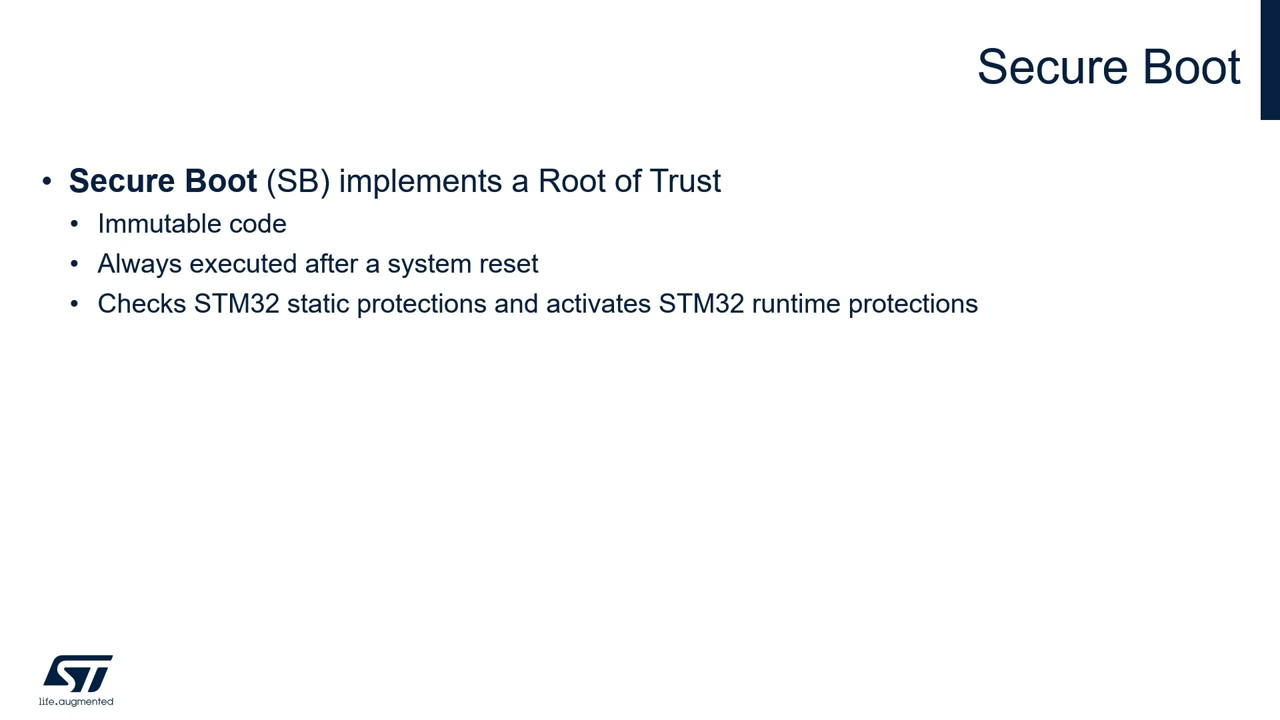 Secure Boot
• Secure Boot (SB) implements a Root of Trust
• Immutable code
• Always executed after a system reset
• Checks STM32 static protections and activates STM32 runtime protections
ST
life.augmented